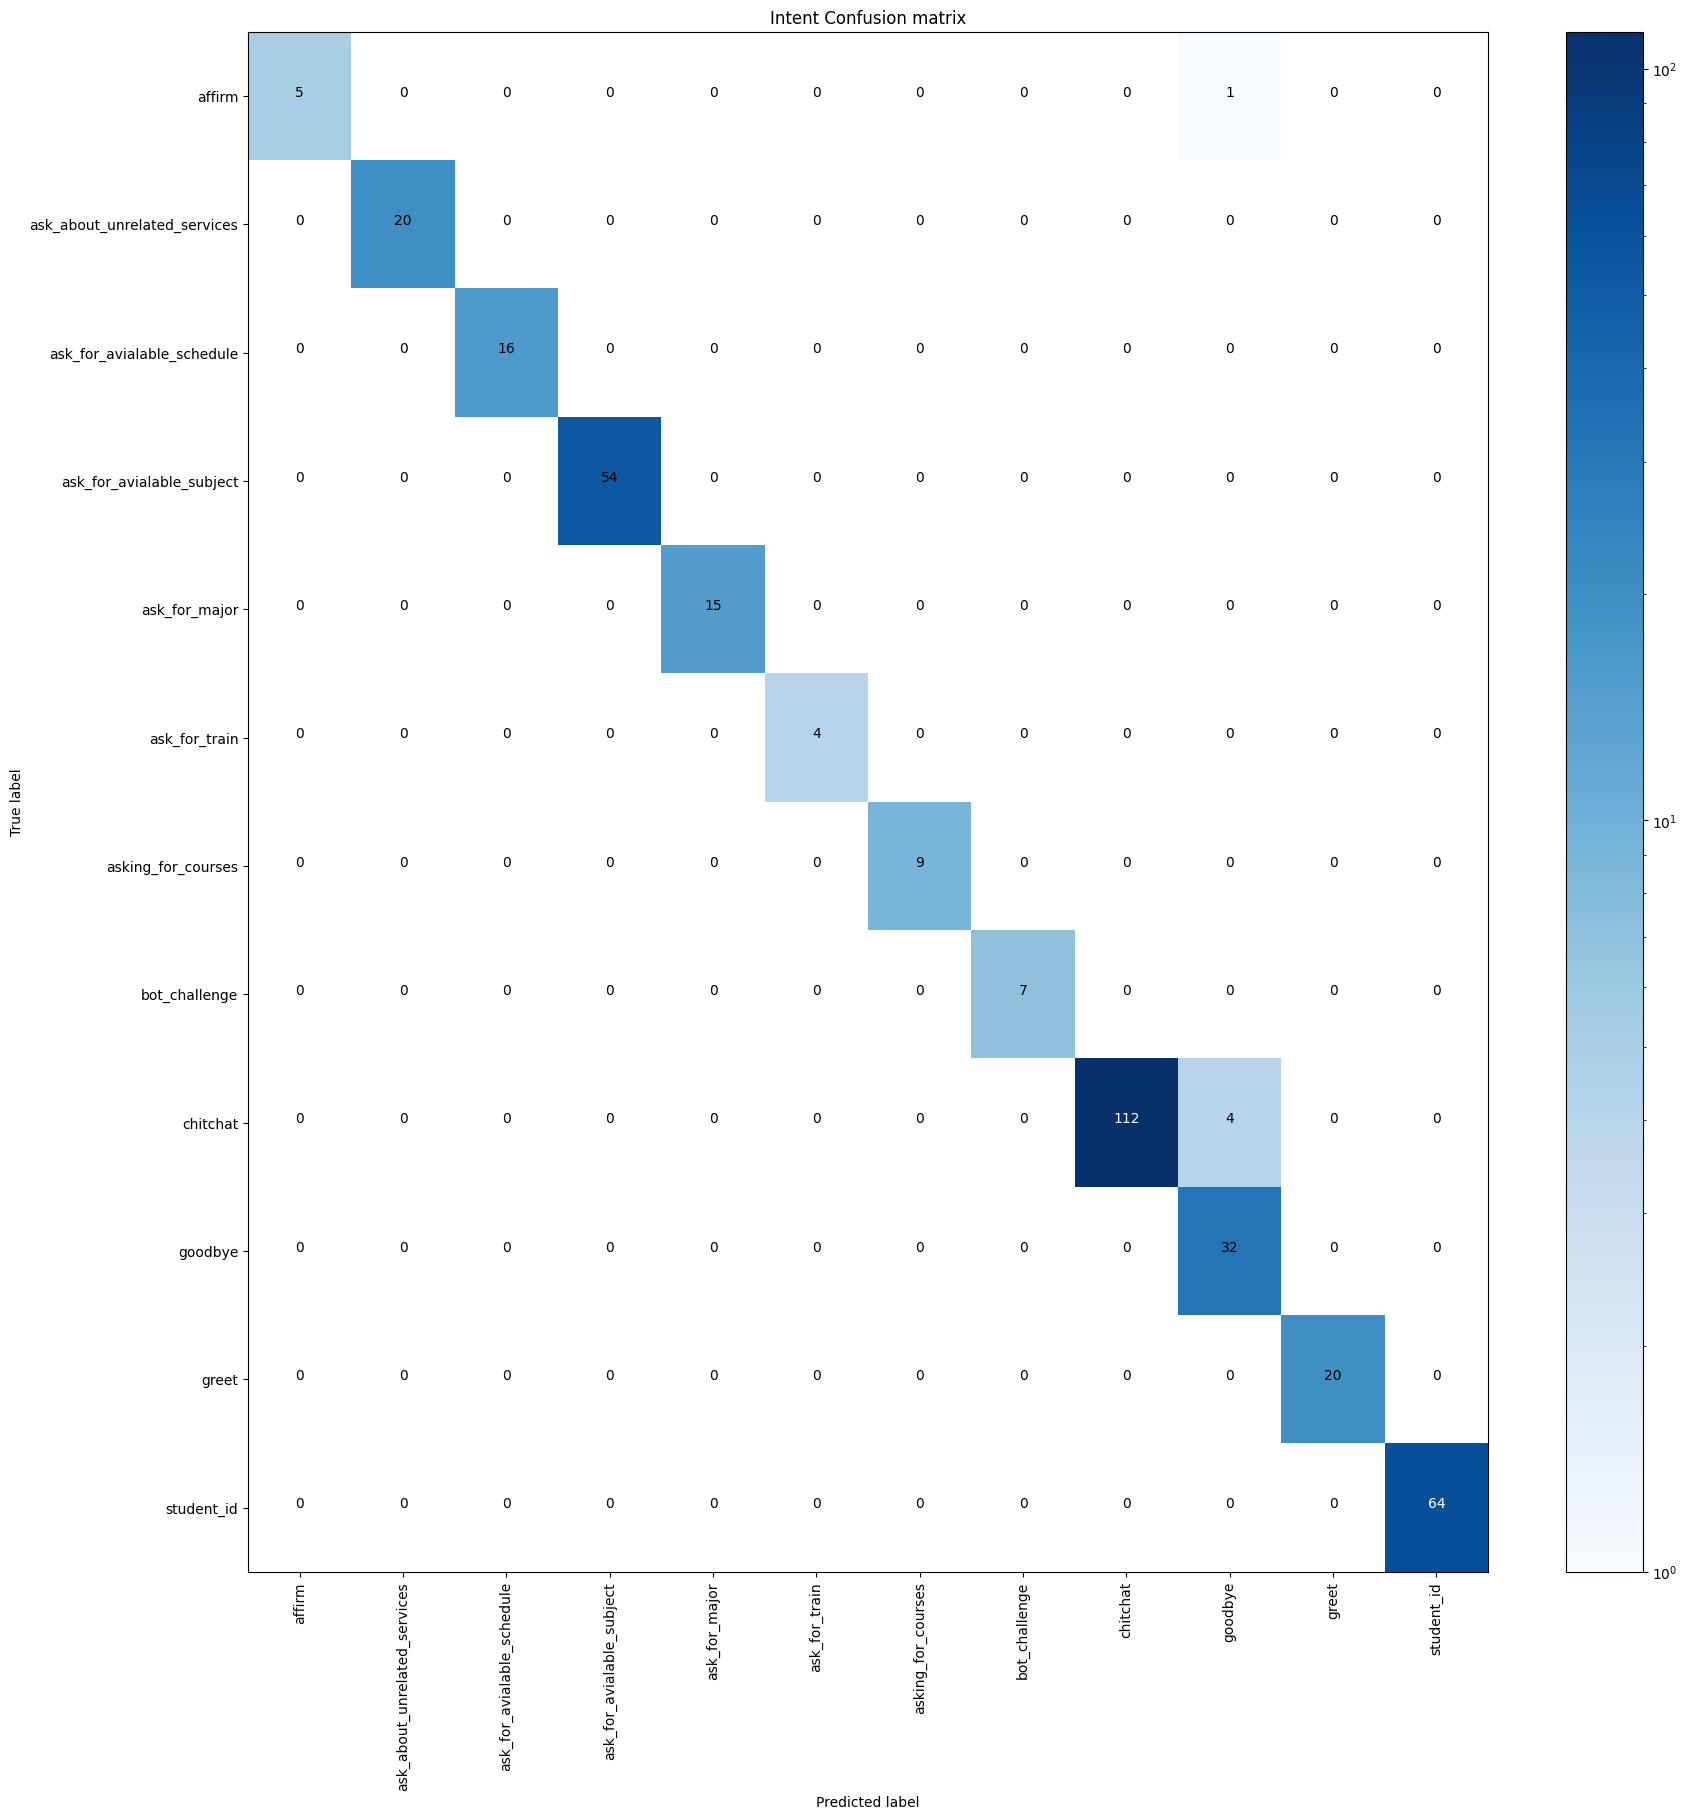 Intent Confusion matrix
affirm 5 0 0 0 0 0 0 0 0 1 0 0
ask_about_unrelated_services 0 20 0 0 0 0 0 0 0 0 0 0
ask_for_avialable_schedule 0 0 16 0 0 0 0 0 0 0 0 0
ask_for_avialable_subject 0 0 0 54 0 0 0 0 0 0 0 0
ask_for_major 0 0 0 0 15 0 0 0 0 0 0 0
ask_for_train 0 0 0 0 0 4 0 0 0 0 0 0
asking_for_courses 0 0 0 0 0 0 9 0 0 0 0 0
bot_challenge 0 0 0 0 0 0 0 7 0 0 0 0
chitchat 0 0 0 0 0 0 0 0 112 4 0 0
goodbye 0 0 0 0 0 0 0 0 0 32 0 0
greet 0 0 0 0 0 0 0 0 0 0 20 0
student_id 0 0 0 0 0 0 0 0 0 0 0 64
True label
affirm
ask_about_unrelated_services
ask_for_avialable_schedule
ask_for_avialable_subject
ask_for_major
ask_for_train
asking_for_courses
bot_challenge
chitchat
goodbye
greet
student_id
Predicted label
10²
10¹
10⁰